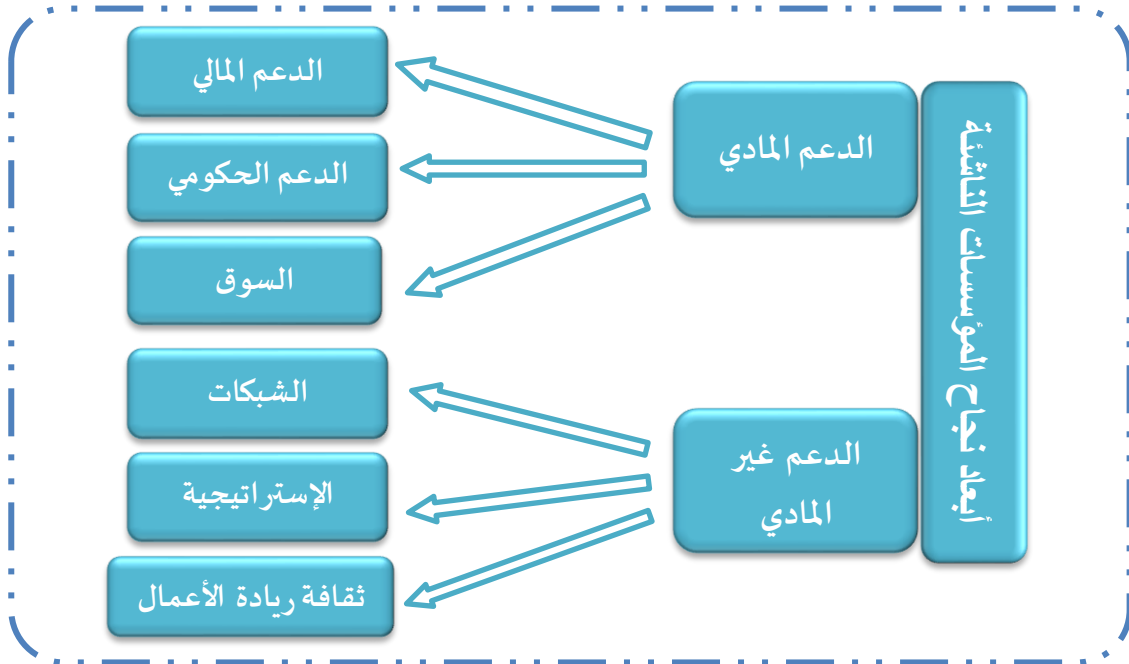 أبعاد نجاح المؤسسات الناشئة
الدعم المادي
الدعم المالي
الدعم الحكومي
السوق
الدعم غير
المادي
الشبكات
الإستراتيجية
ثقافة ريادة الأعمال